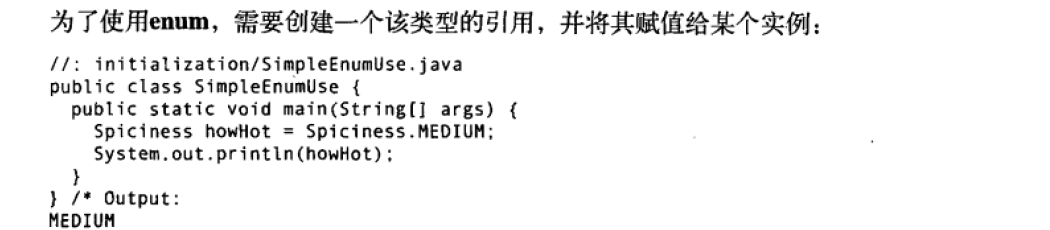 为了使用enum，需要创建一个该类型的引用，并将其赋值给某个实例：
//: initialization/SimpleEnumUse.java
public class SimpleEnumUse {
  public static void main(String[] args) {
    Spiciness howHot = Spiciness.MEDIUM;
    System.out.println(howHot);
  }
} /* Output:
MEDIUM